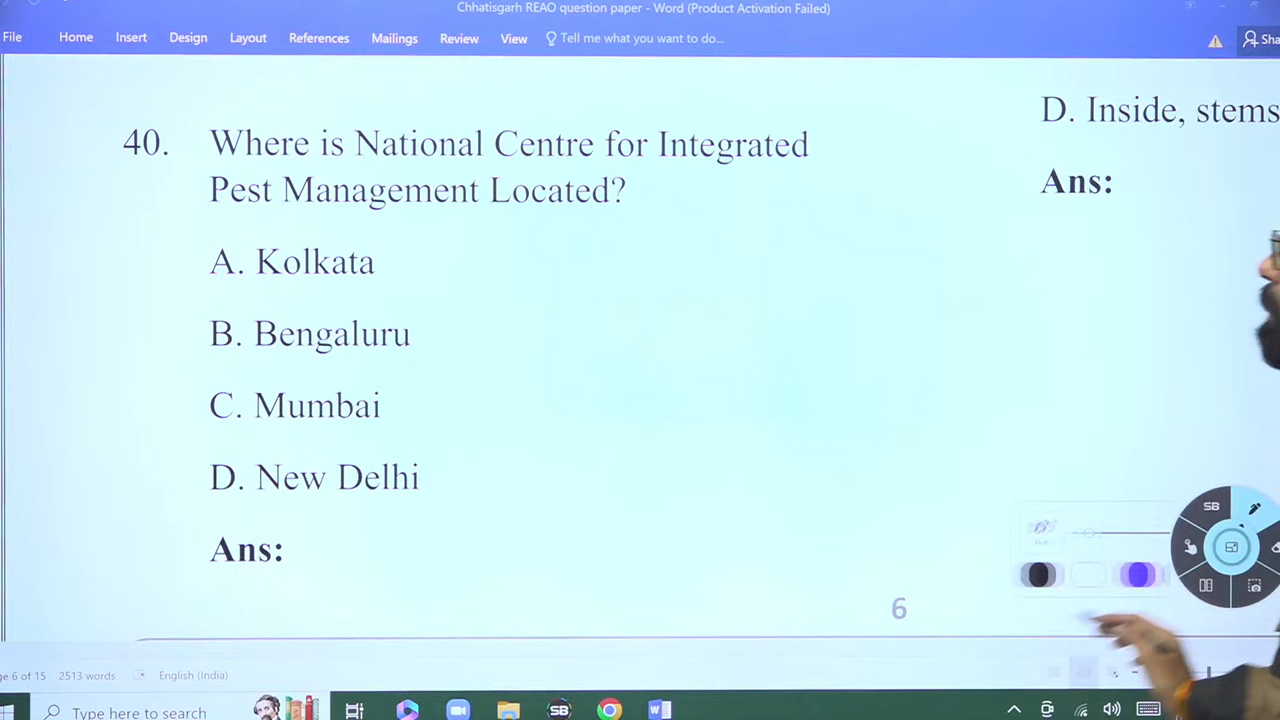 Chhatisgarh REAO question paper - Word (Product Activation Failed)
File Home Insert Design Layout References Mailings Review View Tell me what you want to do... Sha
40. Where is National Centre for Integrated
Pest Management Located?
A. Kolkata
B. Bengaluru
C. Mumbai
D. New Delhi
Ans:
D. Inside, stems
Ans:
SB
6
ge 6 of 15 2513 words English (India)
Type here to search
SB